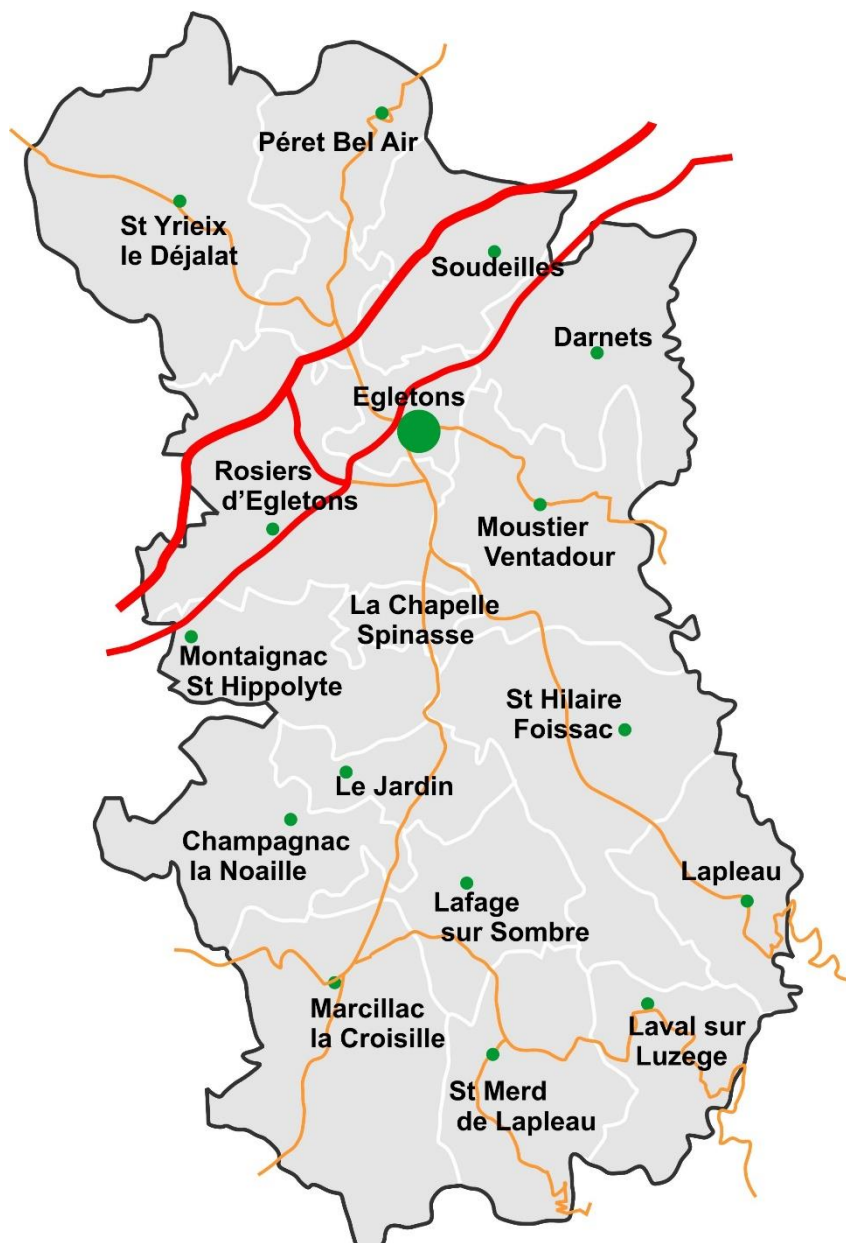 Péret Bel Air
St Yrieix
le Déjalat
Soudeilles
Darnets
Egletons
Rosiers
d’Egletons
Moustier
Ventadour
La Chapelle
Spinasse
Montaignac
St Hippolyte
St Hilaire
Foissac
Le Jardin
Champagnac
la Noaille
Lapleau
Lafage
sur Sombre
Marcillac
la Croisille
Laval sur
Luzege
St Merd
de Lapleau